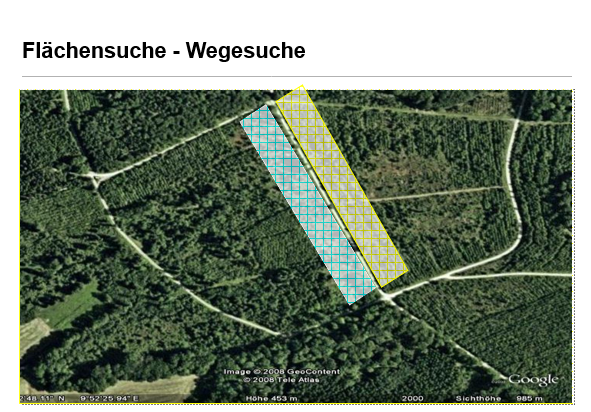 Flächensuche - Wegesuche
Image © 2008 GeoContent
© 2008 Tele Atlas
Google
2:48.11" N 9°52'25.94" E Höhe 453 m 2000 Sichthöhe 985 m